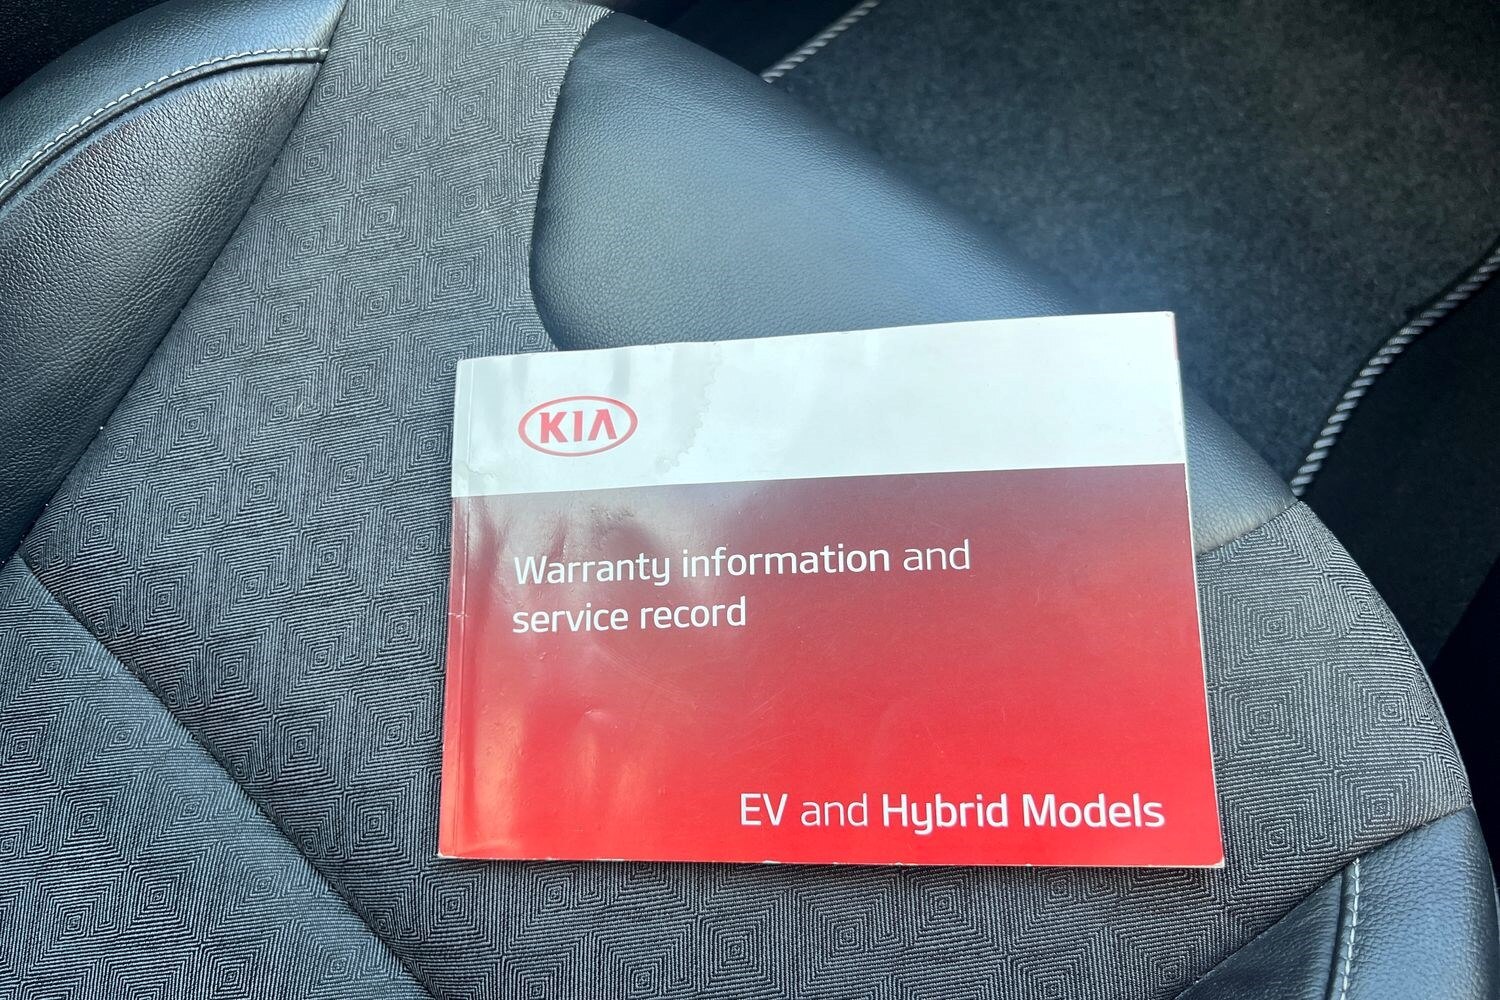 KIA
Warranty information and
service record
EV and Hybrid Models